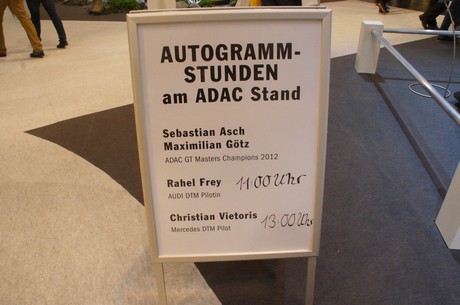 AUTOGRAMM-
STUNDEN
am ADAC Stand
Sebastian Asch
Maximilian Götz
ADAC GT Masters Champions 2012
Rahel Frey 11:00 Uhr
AUDI DTM Pilotin
Christian Vietoris 13:00 Uhr
Mercedes DTM Pilot